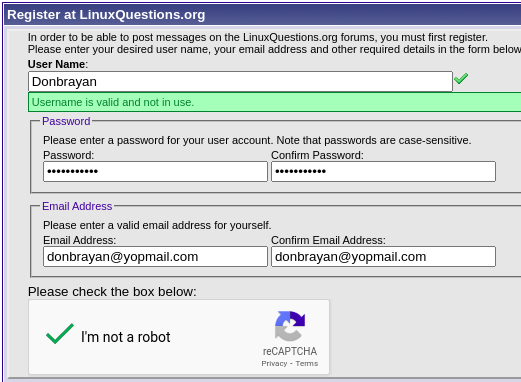 Register at LinuxQuestions.org
In order to be able to post messages on the LinuxQuestions.org forums, you must first register.
Please enter your desired user name, your email address and other required details in the form below
User Name:
Donbrayan
Username is valid and not in use.
Password
Please enter a password for your user account. Note that passwords are case-sensitive.
Password: Confirm Password:
••••••••••• •••••••••••
Email Address
Please enter a valid email address for yourself.
Email Address: Confirm Email Address:
donbrayan@yopmail.com donbrayan@yopmail.com
Please check the box below:
I'm not a robot
reCAPTCHA
Privacy - Terms